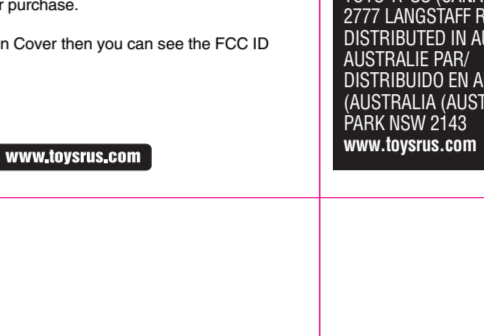 purchase.
n Cover then you can see the FCC ID
www.toysrus.com
2777 LANGSTAFF R
DISTRIBUTED IN AU
AUSTRALIE PAR/
DISTRIBUIDO EN A
(AUSTRALIA (AUST
PARK NSW 2143
www.toysrus.com